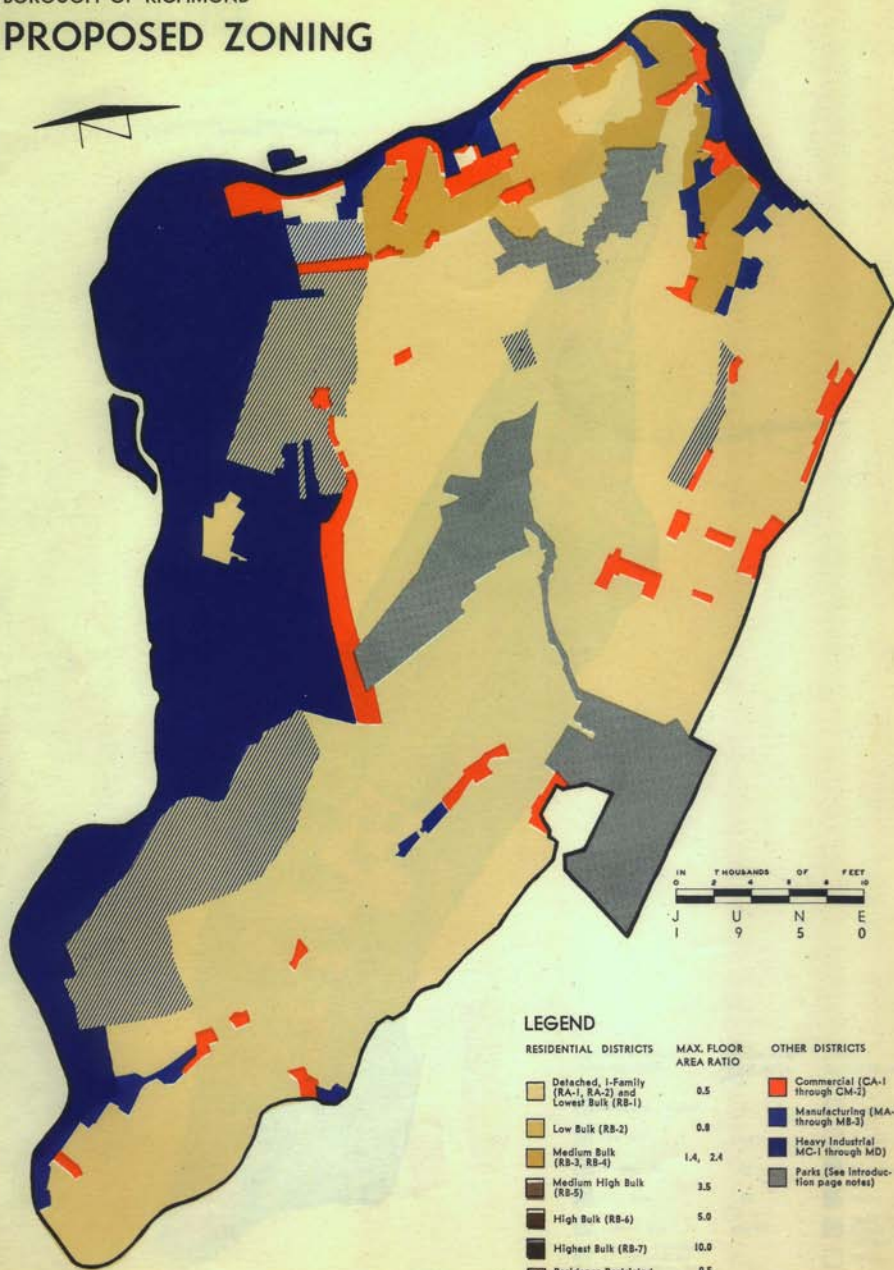 BOROUGH OF RICHMOND
PROPOSED ZONING
IN THOUSANDS OF FEET
0 2 4 6 8 10
J U N E
1 9 5 0
LEGEND
RESIDENTIAL DISTRICTS
MAX. FLOOR
AREA RATIO
Detached, 1-Family
(RA-1, RA-2) and
Lowest Bulk (RB-1)
0.5
Low Bulk (RB-2)
0.8
Medium Bulk
(RB-3, RB-4)
1.4, 2.4
Medium High Bulk
(RB-5)
3.5
High Bulk (RB-6)
5.0
Highest Bulk (RB-7)
10.0
OTHER DISTRICTS
Commercial (CA-1
through CM-2)
Manufacturing (MA-
through MB-3)
Heavy Industrial
MC-1 through MD)
Parks (See introduc-
tion page notes)